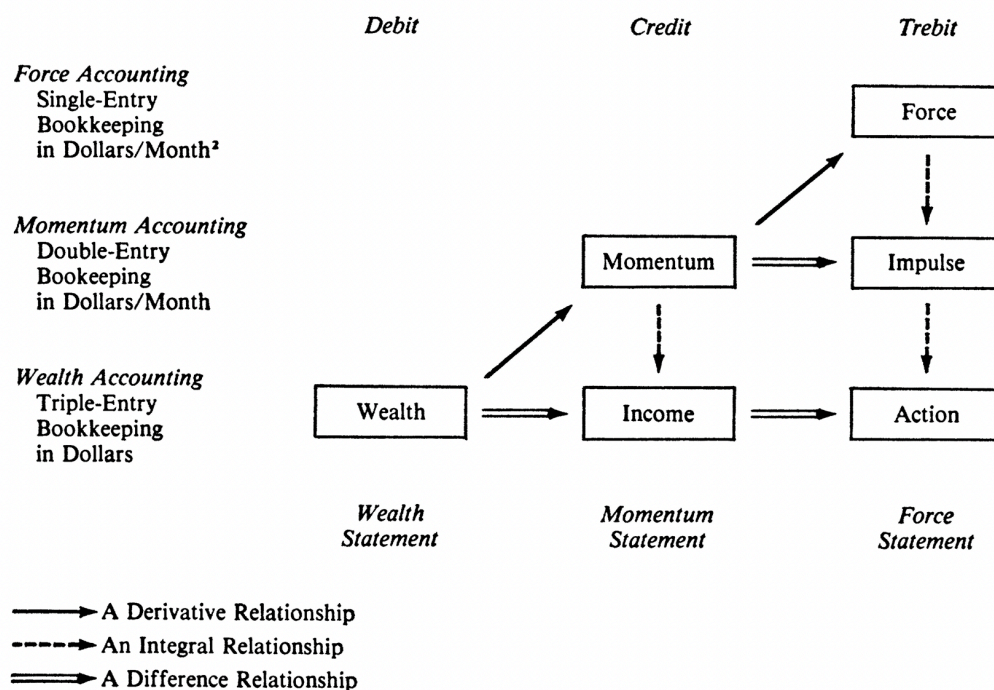 Debit Credit Trebit
Force Accounting
Single-Entry
Bookkeeping
in Dollars/Month²
Force
Momentum Accounting
Double-Entry
Bookkeeping
in Dollars/Month
Momentum
Impulse
Wealth Accounting
Triple-Entry
Bookkeeping
in Dollars
Wealth
Income
Action
Wealth
Statement
Momentum
Statement
Force
Statement
A Derivative Relationship
An Integral Relationship
A Difference Relationship